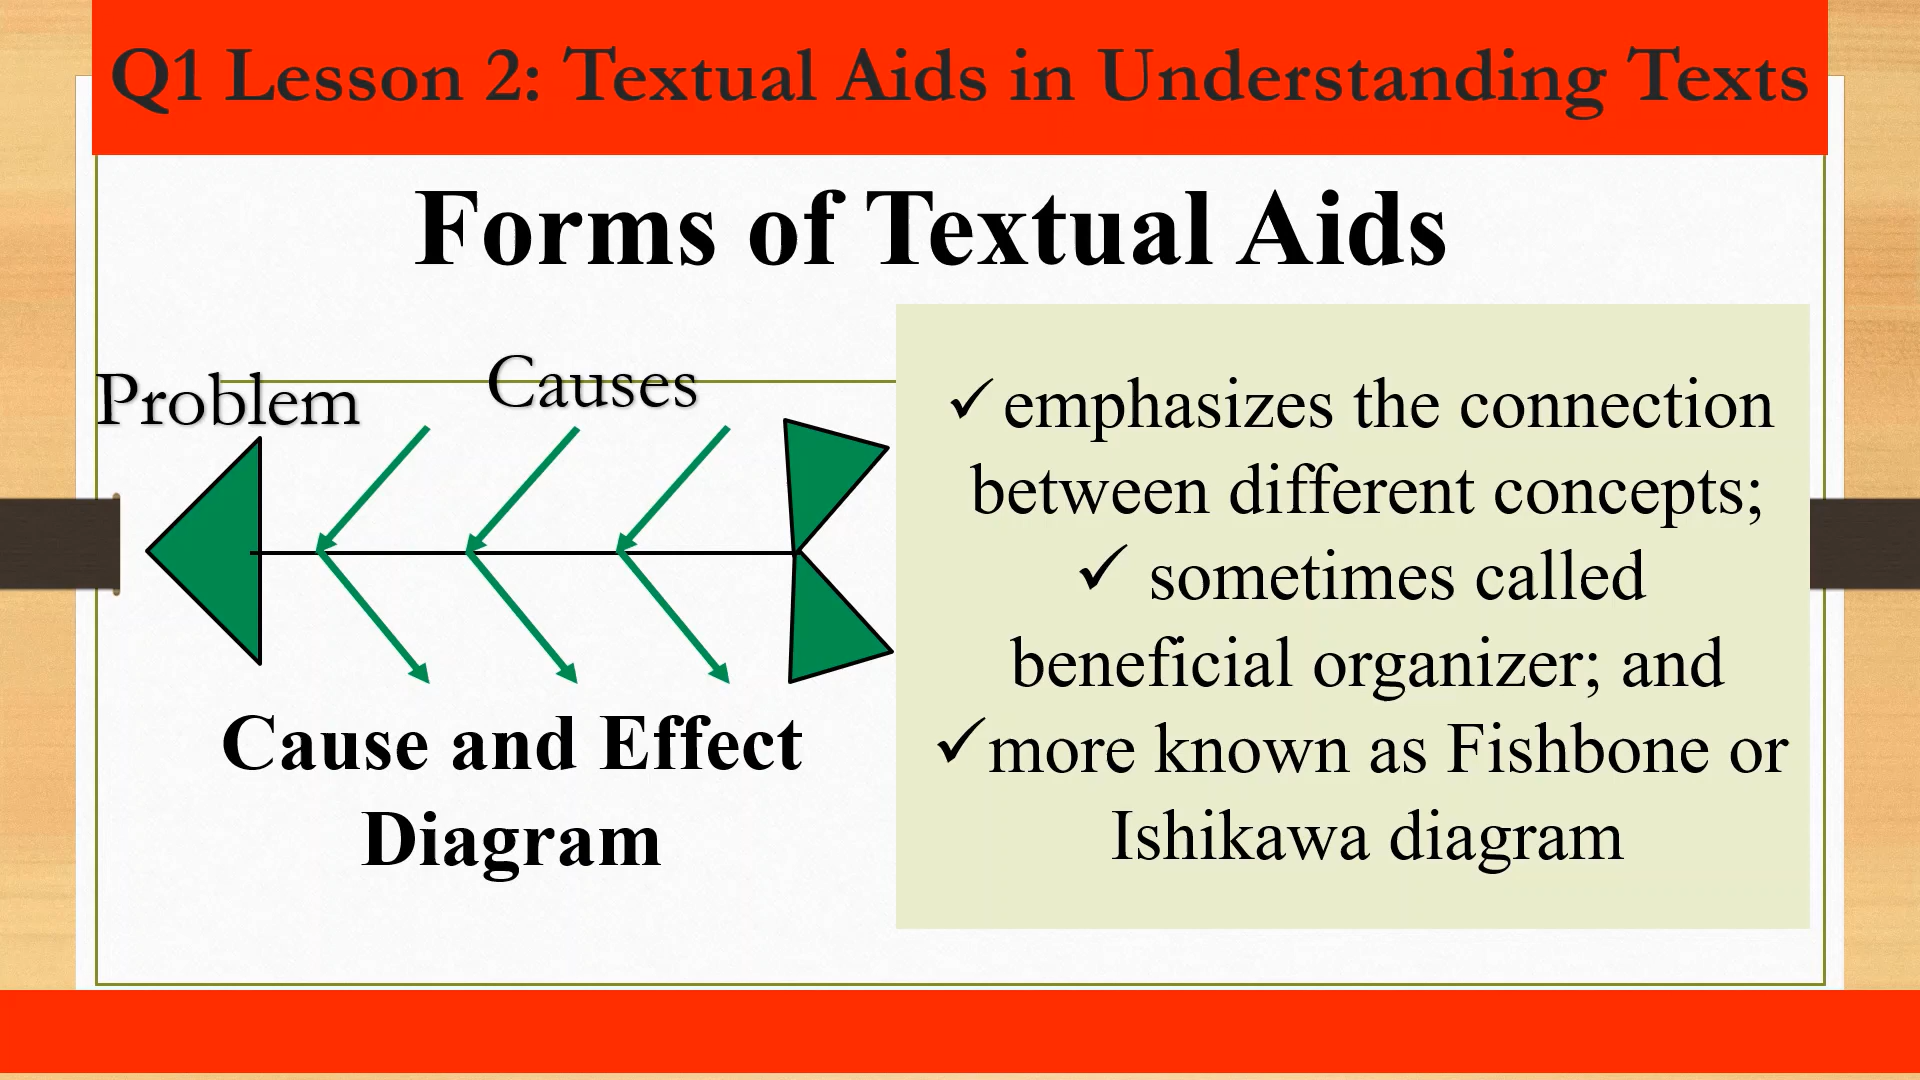 Q1 Lesson 2: Textual Aids in Understanding Texts
Forms of Textual Aids
Problem
Causes
Cause and Effect
Diagram
✓emphasizes the connection
between different concepts;
✓ sometimes called
beneficial organizer; and
✓more known as Fishbone or
Ishikawa diagram